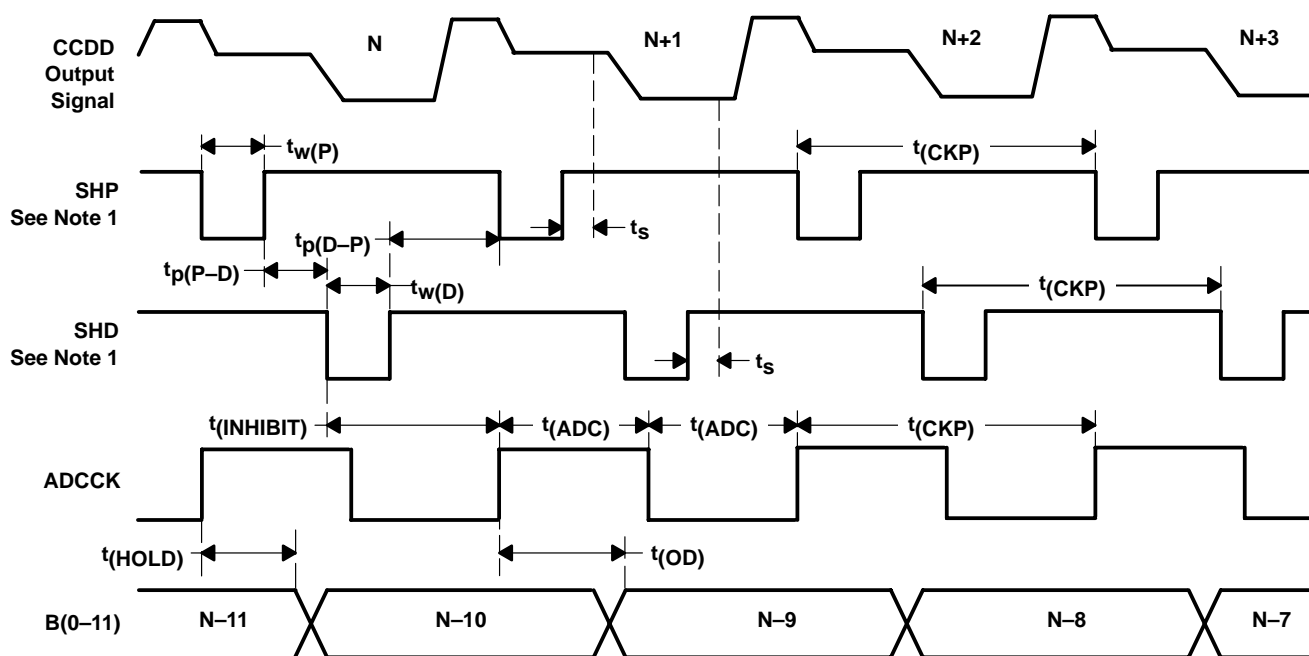 CCDD
Output
Signal
N
N+1
N+2
N+3
tw(P)
t(CKP)
SHP
See Note 1
ts
tp(D–P)
tp(P–D)
tw(D)
t(CKP)
SHD
See Note 1
ts
t(INHIBIT)
t(ADC)
t(ADC)
t(CKP)
ADCCK
t(HOLD)
t(OD)
B(0–11)
N–11
N–10
N–9
N–8
N–7